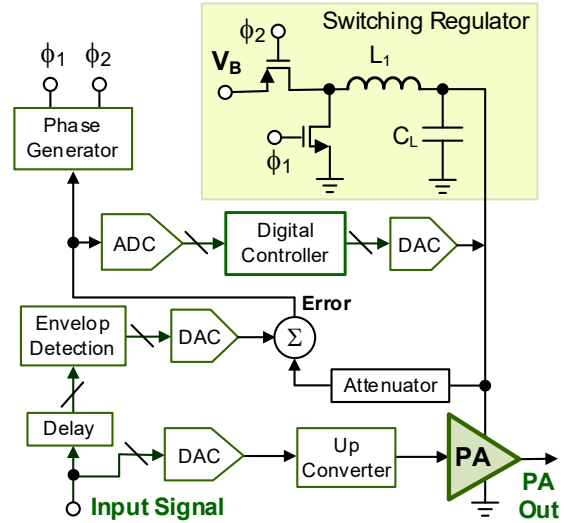 Switching Regulator
ϕ1
ϕ2
ϕ2
VB
L1
CL
ϕ1
Phase
Generator
ADC
Digital
Controller
DAC
Error
Envelop
Detection
DAC
Σ
Attenuator
Delay
DAC
Up
Converter
PA
PA
Out
Input Signal